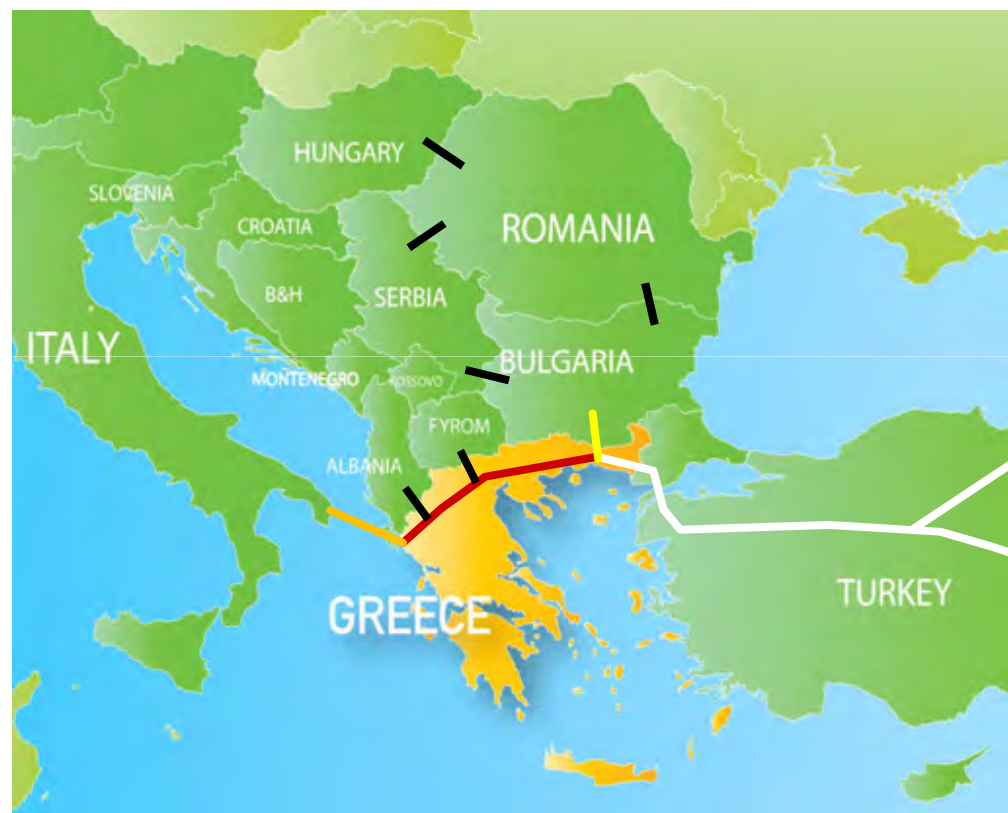 HUNGARY
SLOVENIA
CROATIA
ROMANIA
B&H
SERBIA
ITALY
BULGARIA
MONTENEGRO
KOSSOVO
FYROM
ALBANIA
TURKEY
GREECE